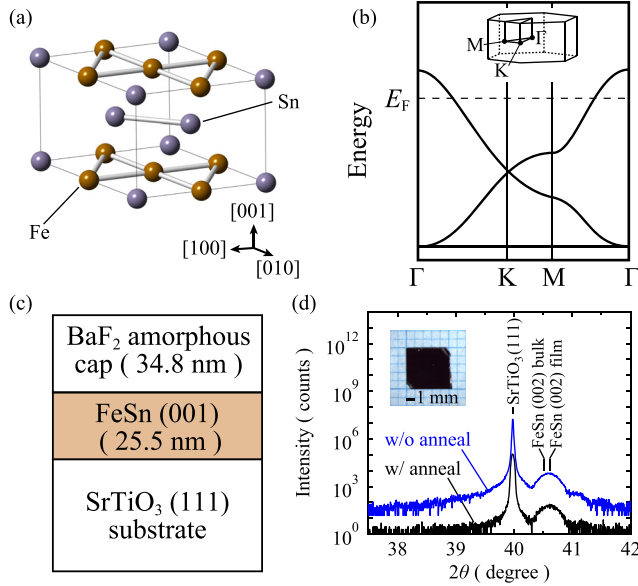 (a)
Sn
Fe
[001]
[100]
[010]
(b)
Energy
E_F
M
Γ
K
Γ K M Γ
(c)
BaF₂ amorphous
cap ( 34.8 nm )
FeSn (001)
( 25.5 nm )
SrTiO₃ (111)
substrate
(d)
Intensity ( counts )
10¹²
10⁹
10⁶
10³
10⁰
1 mm
w/o anneal
w/ anneal
SrTiO₃(111)
FeSn (002) bulk
FeSn (002) film
38 39 40 41 42
2θ ( degree )